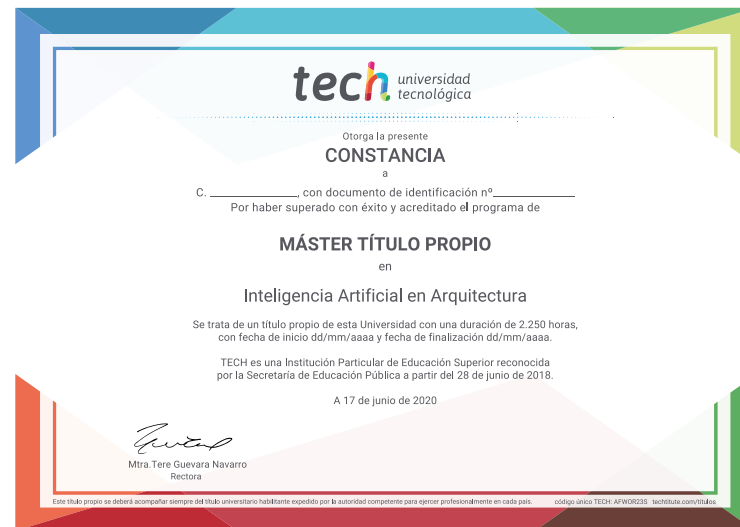 tech universidad
tecnológica
Otorga la presente
CONSTANCIA
a
C. ________________, con documento de identificación nº_______________
Por haber superado con éxito y acreditado el programa de
MÁSTER TÍTULO PROPIO
en
Inteligencia Artificial en Arquitectura
Se trata de un título propio de esta Universidad con una duración de 2.250 horas,
con fecha de inicio dd/mm/aaaa y fecha de finalización dd/mm/aaaa.
TECH es una Institución Particular de Educación Superior reconocida
por la Secretaría de Educación Pública a partir del 28 de junio de 2018.
A 17 de junio de 2020
Mtra.Tere Guevara Navarro
Rectora
Este título propio se deberá acompañar siempre del título universitario habilitante expedido por la autoridad competente para ejercer profesionalmente en cada país. código único TECH: AFWOR23S techtitute.com/titulos